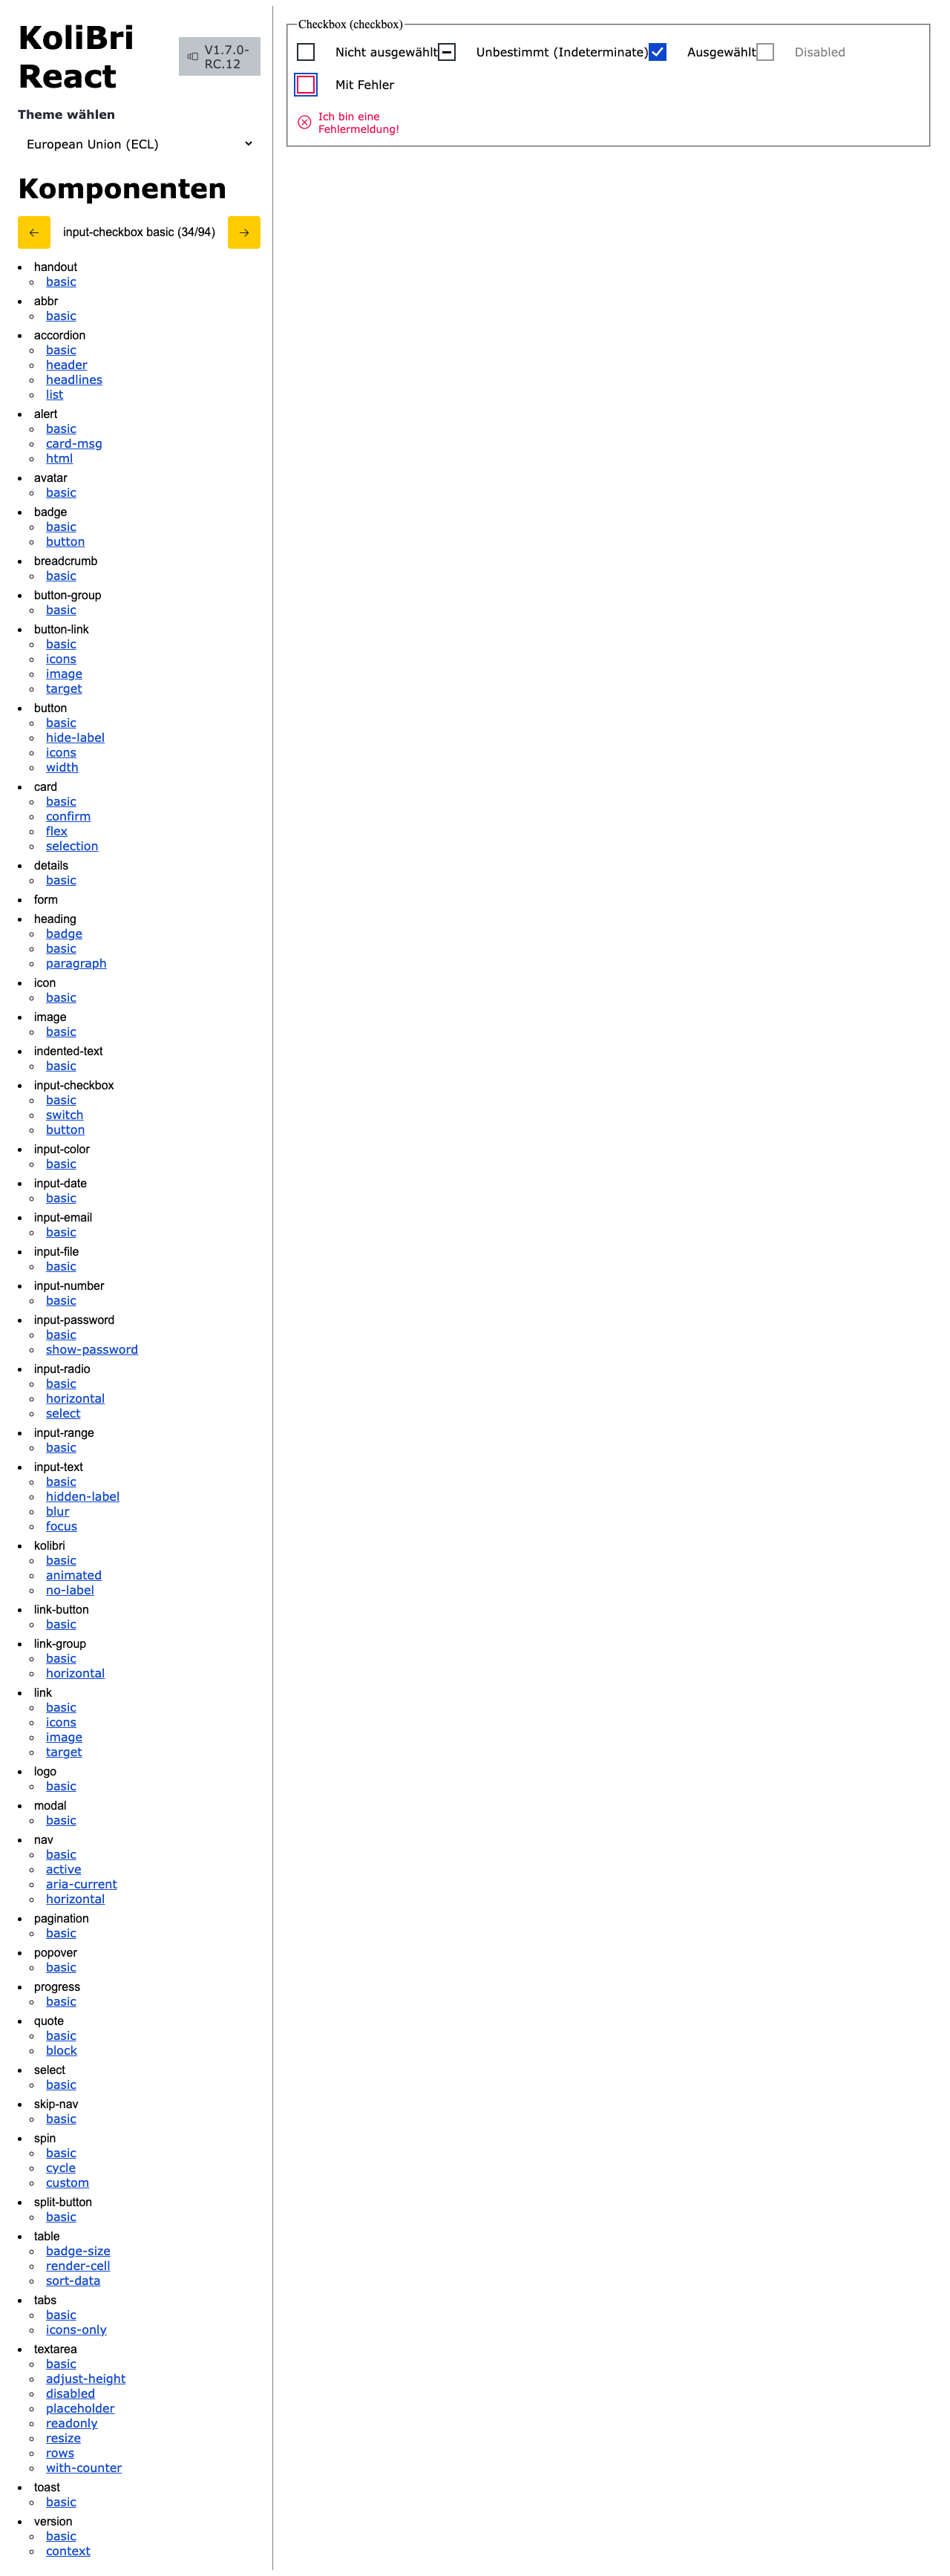 KoliBri
React
V1.7.0-
RC.12
Theme wählen
European Union (ECL)
Komponenten
← input-checkbox basic (34/94) →
handout
basic
abbr
basic
accordion
basic
header
headlines
list
alert
basic
card-msg
html
avatar
basic
badge
basic
button
breadcrumb
basic
button-group
basic
button-link
basic
icons
image
target
button
basic
hide-label
icons
width
card
basic
confirm
flex
selection
details
basic
form
heading
badge
basic
paragraph
icon
basic
image
basic
indented-text
basic
input-checkbox
basic
switch
button
input-color
basic
input-date
basic
input-email
basic
input-file
basic
input-number
basic
input-password
basic
show-password
input-radio
basic
horizontal
select
input-range
basic
input-text
basic
hidden-label
blur
focus
kolibri
basic
animated
no-label
link-button
basic
link-group
basic
horizontal
link
basic
icons
image
target
logo
basic
modal
basic
nav
basic
active
aria-current
horizontal
pagination
basic
popover
basic
progress
basic
quote
basic
block
select
basic
skip-nav
basic
spin
basic
cycle
custom
split-button
basic
table
badge-size
render-cell
sort-data
tabs
basic
icons-only
textarea
basic
adjust-height
disabled
placeholder
readonly
resize
rows
with-counter
toast
basic
version
basic
context
Checkbox (checkbox)
Nicht ausgewählt Unbestimmt (Indeterminate) Ausgewählt Disabled
Mit Fehler
Ich bin eine
Fehlermeldung!